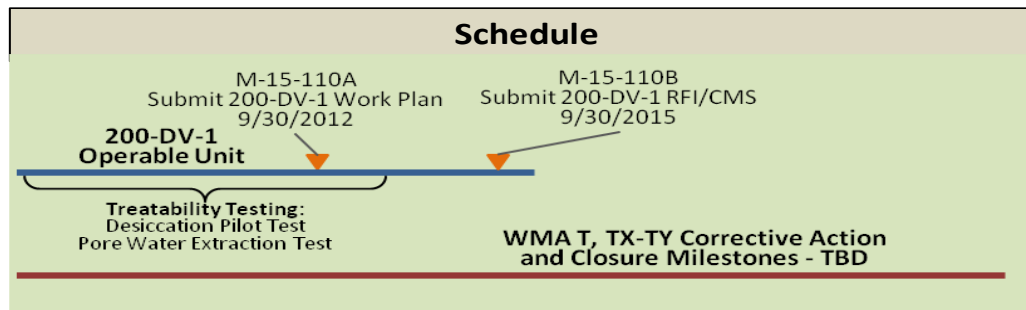 Schedule
M-15-110A
Submit 200-DV-1 Work Plan
9/30/2012
M-15-110B
Submit 200-DV-1 RFI/CMS
9/30/2015
200-DV-1
Operable Unit
Treatability Testing:
Desiccation Pilot Test
Pore Water Extraction Test
WMA T, TX-TY Corrective Action
and Closure Milestones - TBD